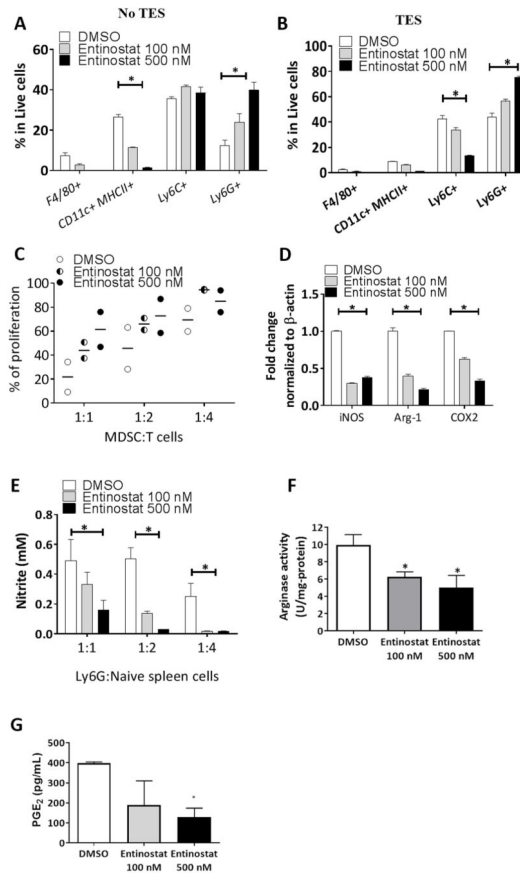 No TES
A
DMSO
Entinostat 100 nM
Entinostat 500 nM
% in Live cells
60
40
20
0
*
*
F4/80+
CD11c+ MHCII+
Ly6C+
Ly6G+
TES
B
DMSO
Entinostat 100 nM
Entinostat 500 nM
% in Live cells
100
80
60
40
20
0
*
*
F4/80+
CD11c+ MHCII+
Ly6C+
Ly6G+
C
DMSO
Entinostat 100 nM
Entinostat 500 nM
% of proliferation
100
80
60
40
20
0
1:1
1:2
1:4
MDSC:T cells
D
DMSO
Entinostat 100 nM
Entinostat 500 nM
Fold change
normalized to β-actin
1.5
1.0
0.5
0.0
*
*
*
iNOS
Arg-1
COX2
E
DMSO
Entinostat 100 nM
Entinostat 500 nM
Nitrite (mM)
0.8
0.6
0.4
0.2
0.0
*
*
*
1:1
1:2
1:4
Ly6G:Naive spleen cells
F
Arginase activity
(U/mg-protein)
12
10
8
6
4
2
0
*
*
DMSO
Entinostat
100 nM
Entinostat
500 nM
G
PGE₂ (pg/mL)
500
400
300
200
100
0
*
DMSO
Entinostat
100 nM
Entinostat
500 nM